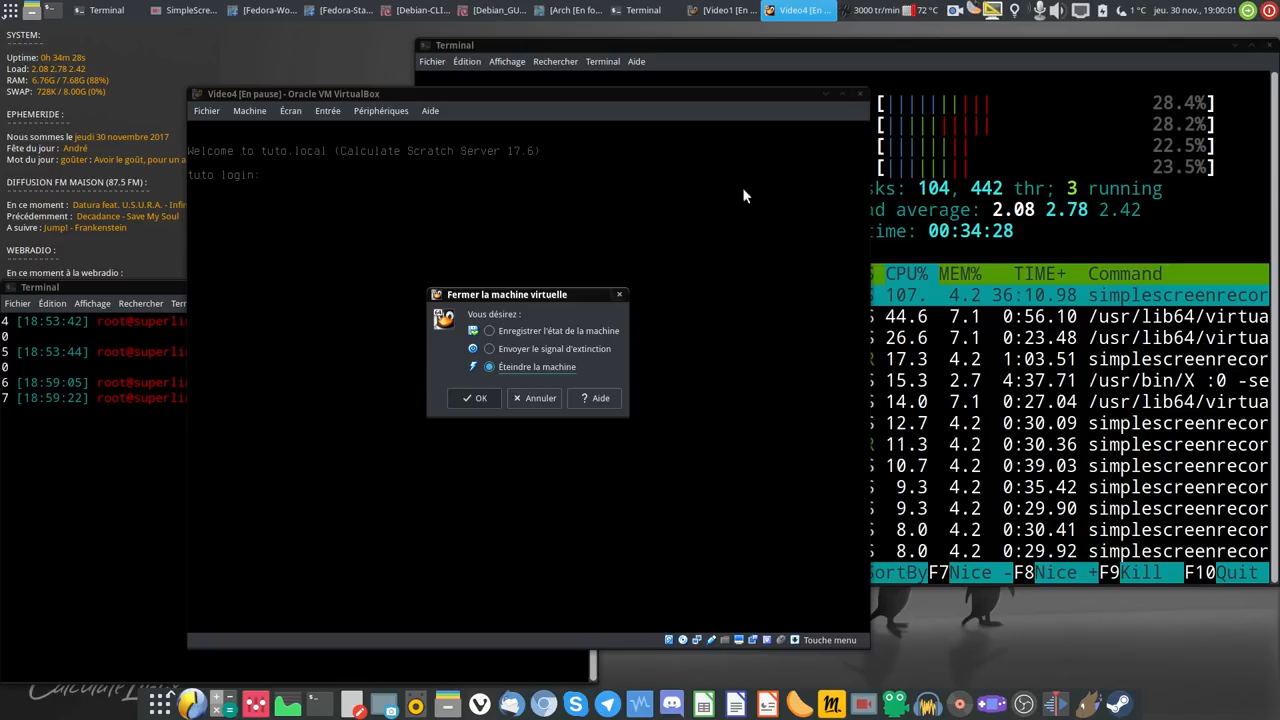 Terminal
SimpleScre...
[Fedora-Wo...
[Fedora-Sta...
[Debian-CLI...
[Debian_GU...
[Arch [En fo...
Terminal
[Video1 [En ...
Video4 [En p...
3000 tr/min
72 °C
1 °C
jeu. 30 nov., 19:00:01
SYSTEM:
Uptime: 0h 34m 28s
Load: 2.08 2.78 2.42
RAM: 6.76G / 7.68G (88%)
SWAP: 728K / 8.00G (0%)
EPHEMERIDE :
Nous sommes le jeudi 30 novembre 2017
Fête du jour : André
Mot du jour : goûter : Avoir le goût, pour un a
DIFFUSION FM MAISON (87.5 FM) :
En ce moment : Datura feat. U.S.U.R.A. - Infin
Précédemment : Decadance - Save My Soul
A suivre : Jump! - Frankenstein
WEBRADIO :
En ce moment à la webradio :
Terminal
Fichier Édition Affichage Rechercher Ter
4 [18:53:42] root@superli
0
5 [18:53:44] root@superli
0
6 [18:59:05] root@superli
7 [18:59:22] root@superli
Terminal
Fichier Édition Affichage Rechercher Terminal Aide
Video4 [En pause] - Oracle VM VirtualBox
Fichier Machine Écran Entrée Périphériques Aide
Welcome to tuto.local (Calculate Scratch Server 17.6)
tuto login:
Fermer la machine virtuelle
Vous désirez :
Enregistrer l'état de la machine
Envoyer le signal d'extinction
Éteindre la machine
OK Annuler Aide
Touche menu
[|||||||||| 28.4%]
[|||||||||| 28.2%]
[|||||||| 22.5%]
[|||||||| 23.5%]
sks: 104, 442 thr; 3 running
d average: 2.08 2.78 2.42
time: 00:34:28
S CPU% MEM% TIME+ Command
S 107. 4.2 36:10.98 simplescreenrecor
S 44.6 7.1 0:56.10 /usr/lib64/virtua
S 26.6 7.1 0:23.48 /usr/lib64/virtua
R 17.3 4.2 1:03.51 simplescreenrecor
S 15.3 2.7 4:37.71 /usr/bin/X :0 -se
S 14.0 7.1 0:27.04 /usr/lib64/virtua
S 12.7 4.2 0:30.09 simplescreenrecor
R 11.3 4.2 0:30.36 simplescreenrecor
S 10.7 4.2 0:39.03 simplescreenrecor
S 9.3 4.2 0:35.42 simplescreenrecor
S 9.3 4.2 0:29.90 simplescreenrecor
S 8.0 4.2 0:30.41 simplescreenrecor
S 8.0 4.2 0:29.92 simplescreenrecor
SortBy F7 Nice - F8 Nice + F9 Kill F10 Quit